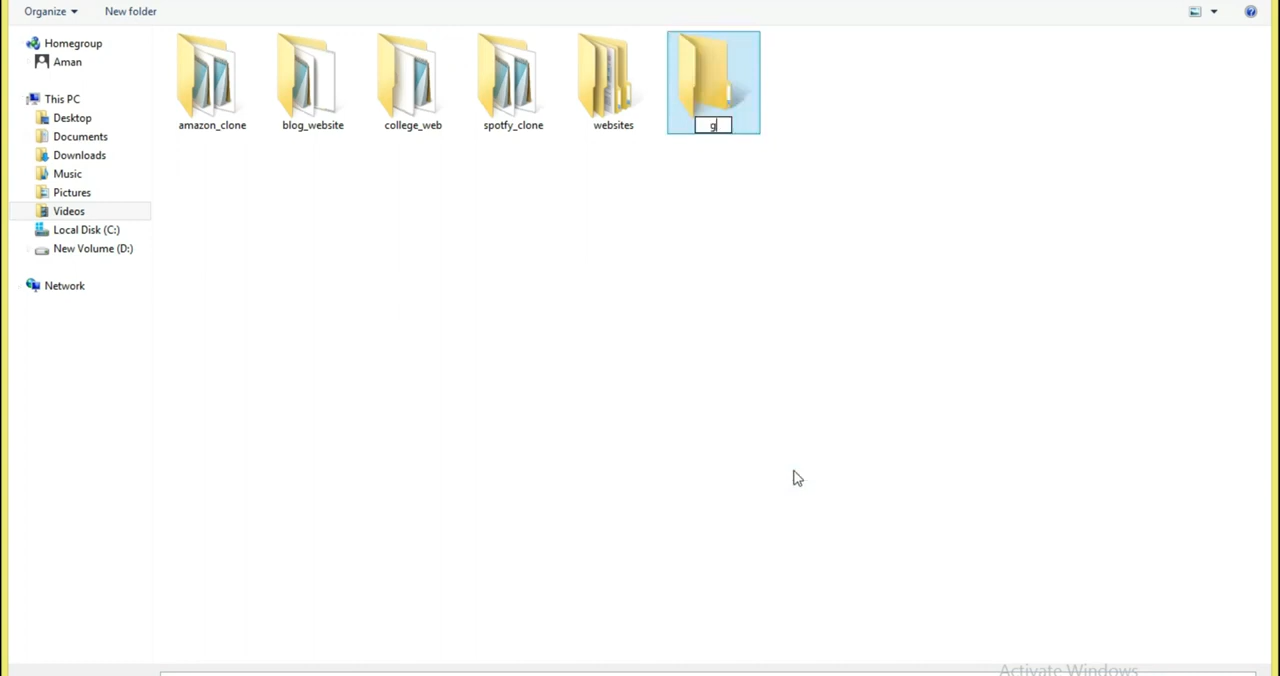 Organize
New folder
Homegroup
Aman
This PC
Desktop
Documents
Downloads
Music
Pictures
Videos
Local Disk (C:)
New Volume (D:)
Network
amazon_clone
blog_website
college_web
spotfy_clone
websites
g
Activate Windows